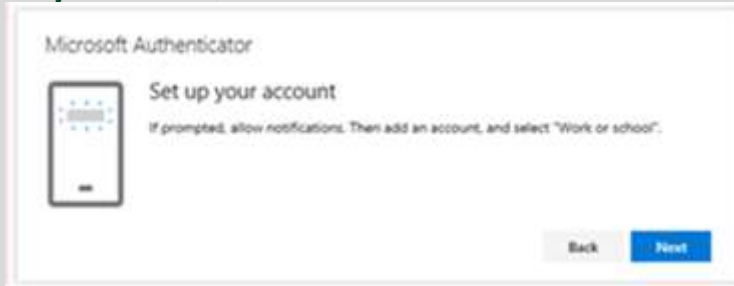 Microsoft Authenticator
Set up your account
If prompted, allow notifications. Then add an account, and select "Work or school".
Back
Next